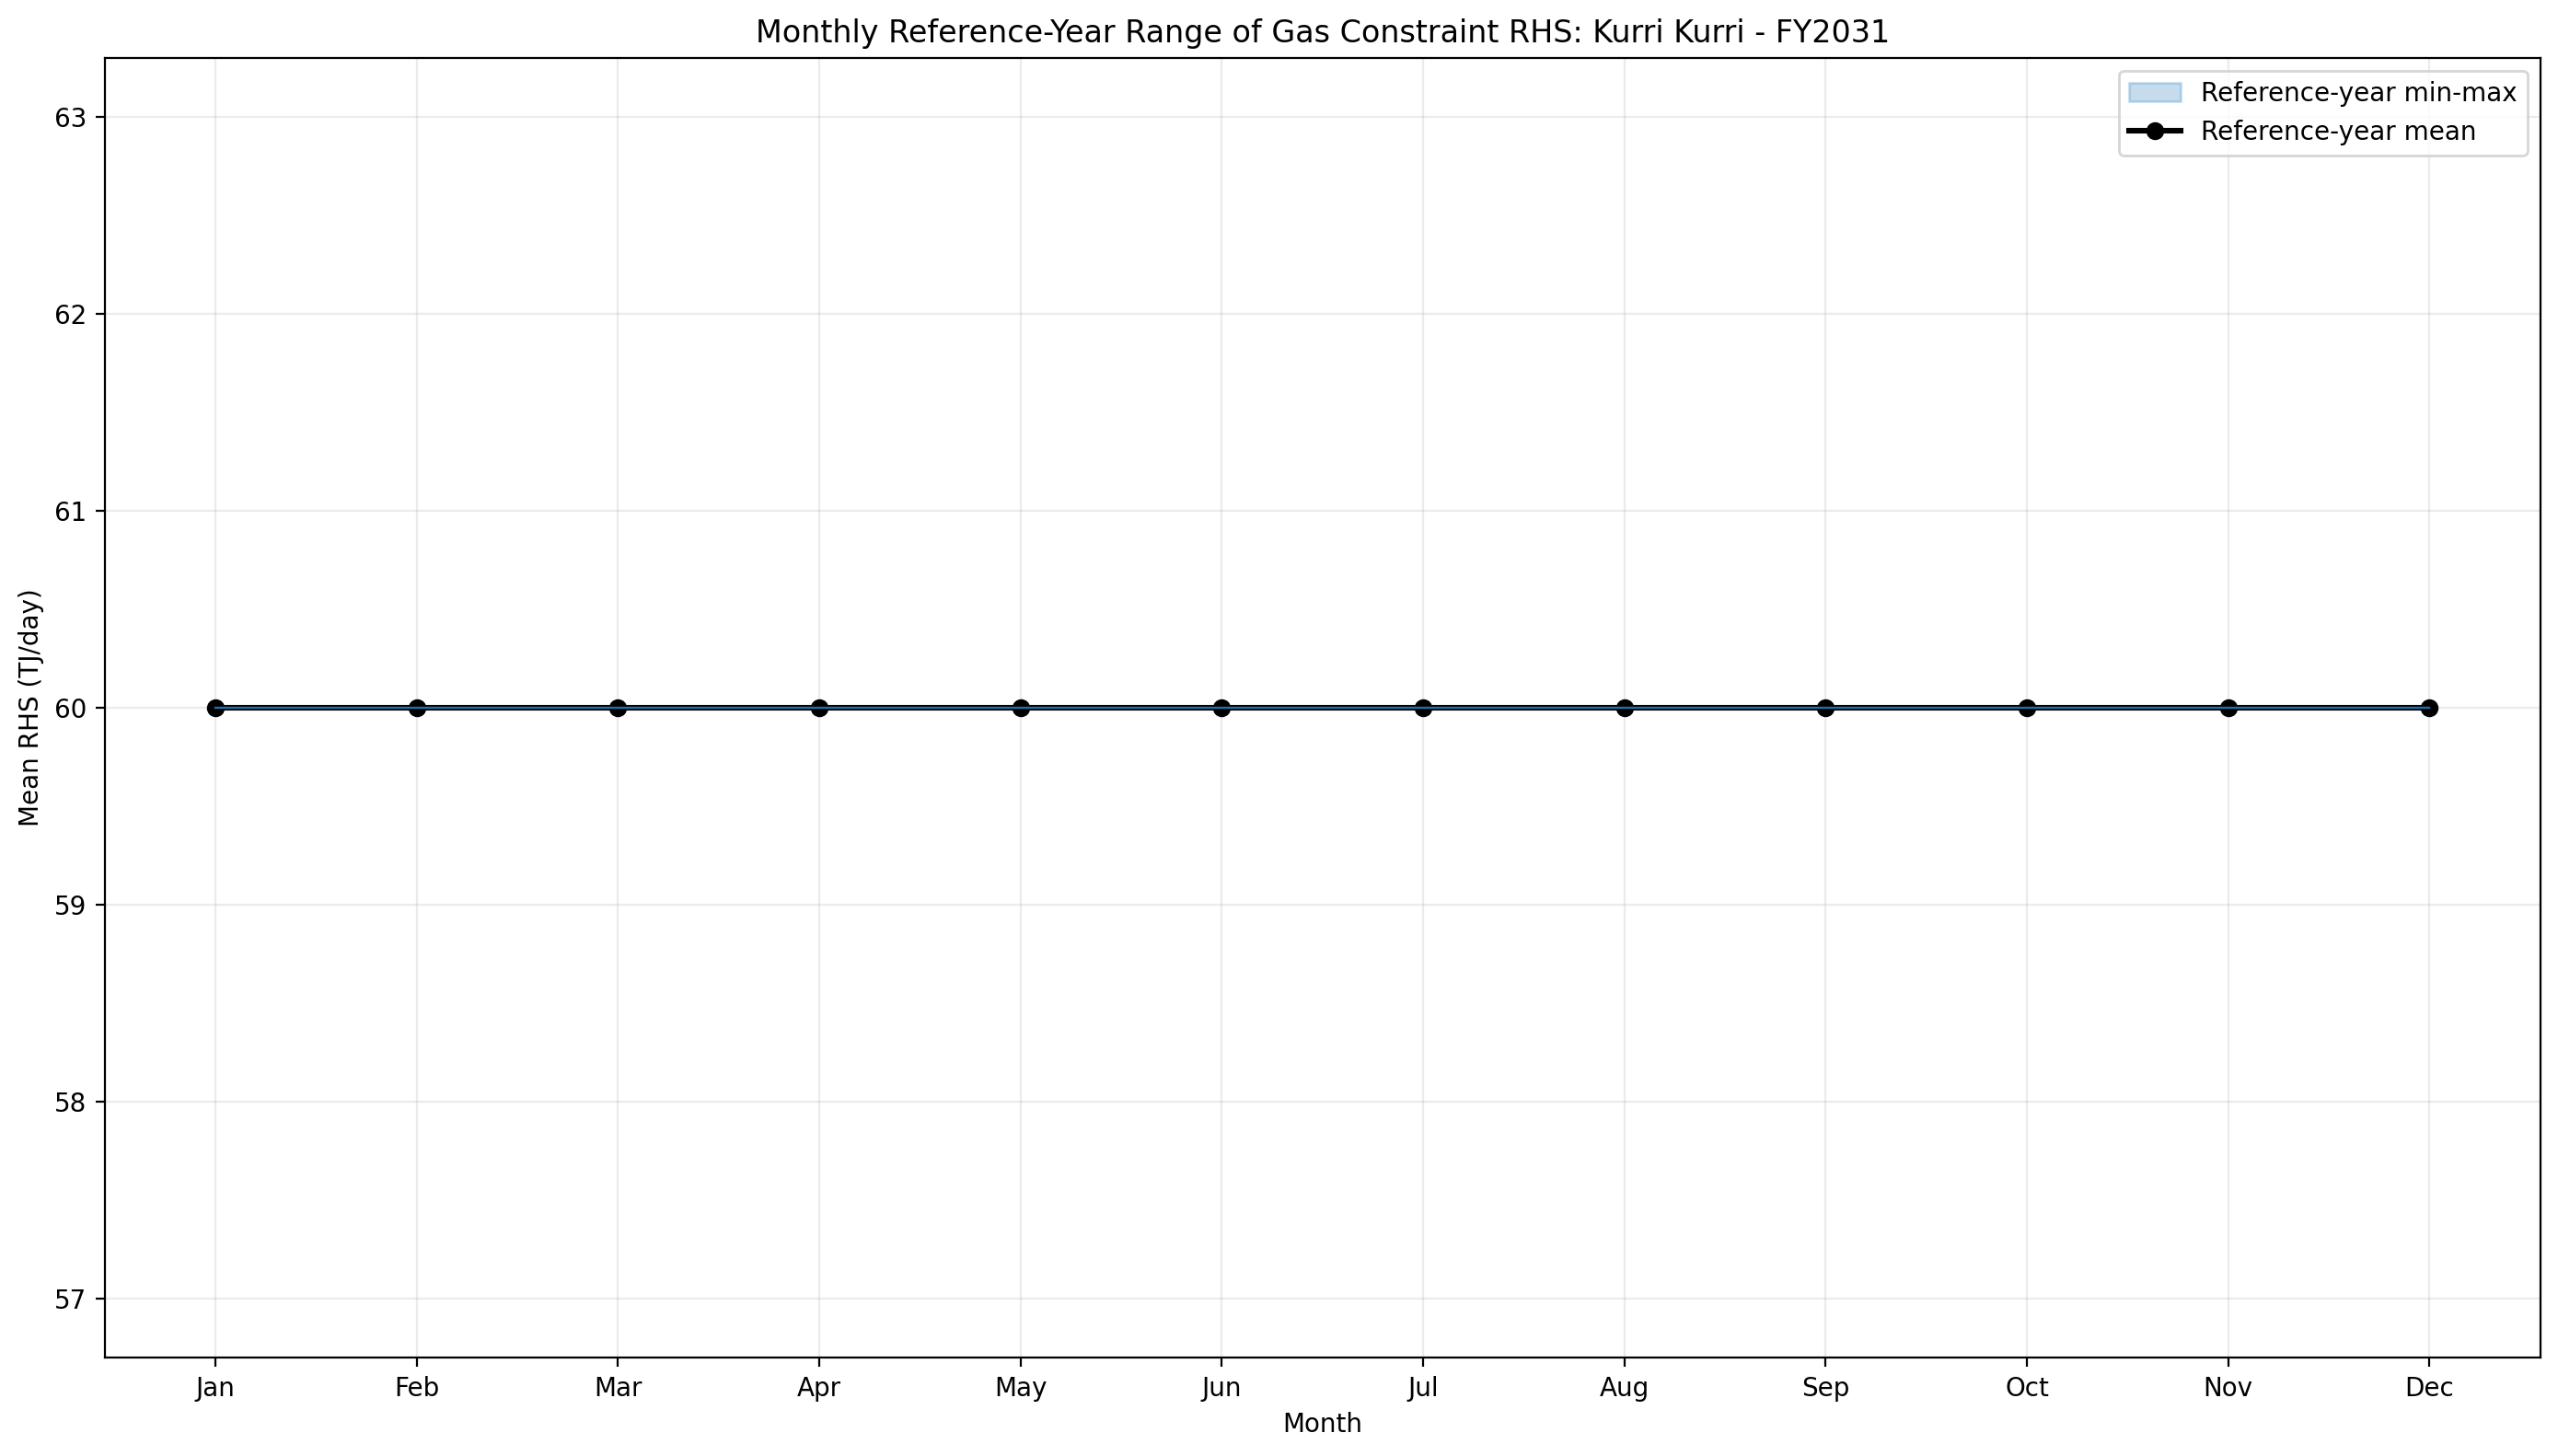 Monthly Reference-Year Range of Gas Constraint RHS: Kurri Kurri - FY2031
Reference-year min-max
Reference-year mean
Mean RHS (TJ/day)
63
62
61
60
59
58
57
Jan Feb Mar Apr May Jun Jul Aug Sep Oct Nov Dec
Month